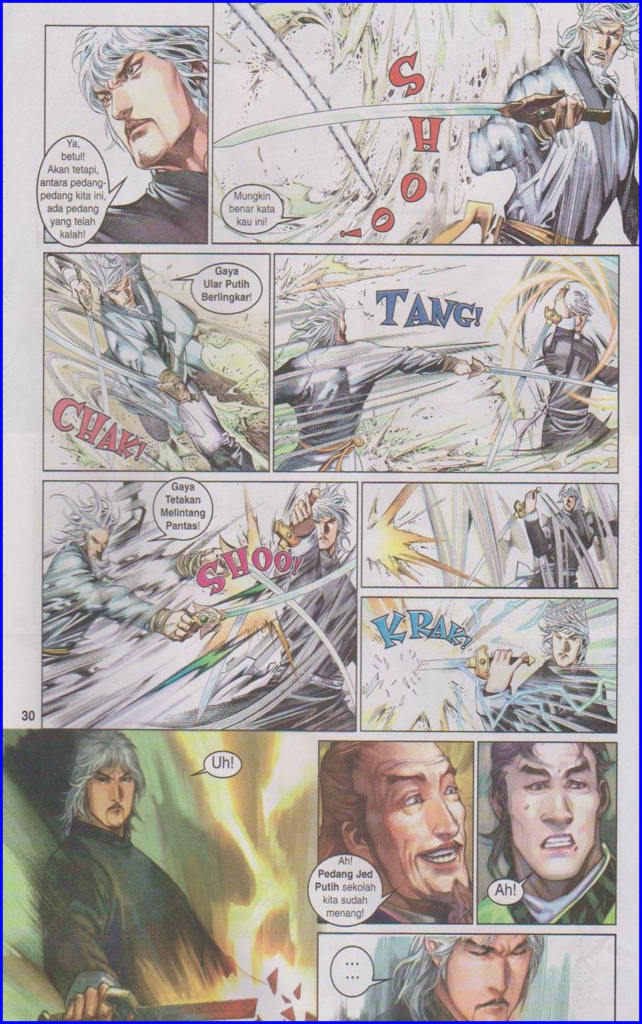 Ya,
betul!
Akan tetapi,
antara pedang-
pedang kita ini,
ada pedang
yang telah
kalah!
Mungkin
benar kata
kau ini!
SHOO!
Gaya
Ular Putih
Berlingkar!
CHAK!
TANG!
Gaya
Tetakan
Melintang
Pantas!
SHOO!
KRAK!
30
Uh!
Ah!
Pedang Jed
Putih sekolah
kita sudah
menang!
Ah!
...
...